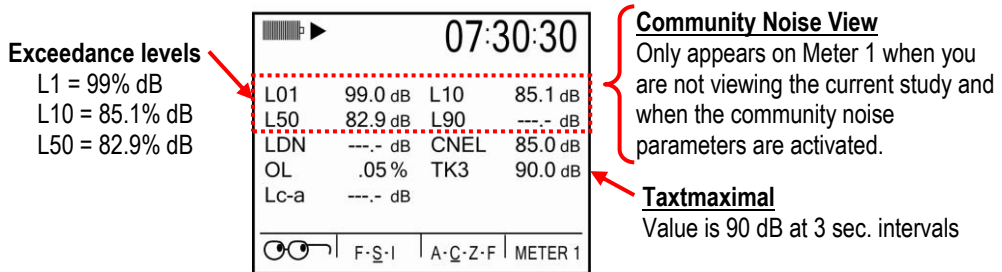 Exceedance levels
L1 = 99% dB
L10 = 85.1% dB
L50 = 82.9% dB
07:30:30
L01 99.0 dB L10 85.1 dB
L50 82.9 dB L90 ---.- dB
LDN ---.- dB CNEL 85.0 dB
OL .05 % TK3 90.0 dB
Lc-a ---.- dB
F-S-I A-C-Z-F METER 1
Community Noise View
Only appears on Meter 1 when you
are not viewing the current study and
when the community noise
parameters are activated.
Taxtmaximal
Value is 90 dB at 3 sec. intervals